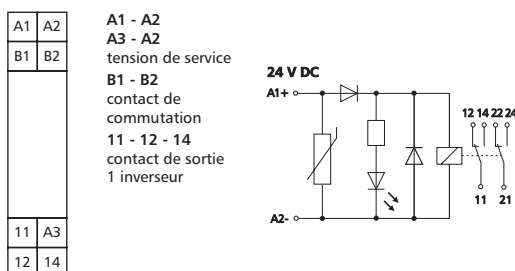 A1 A2
B1 B2
11 A3
12 14
A1 - A2
A3 - A2
tension de service
B1 - B2
contact de
commutation
11 - 12 - 14
contact de sortie
1 inverseur
24 V DC
A1+
12 14 22 24
11 21
A2-